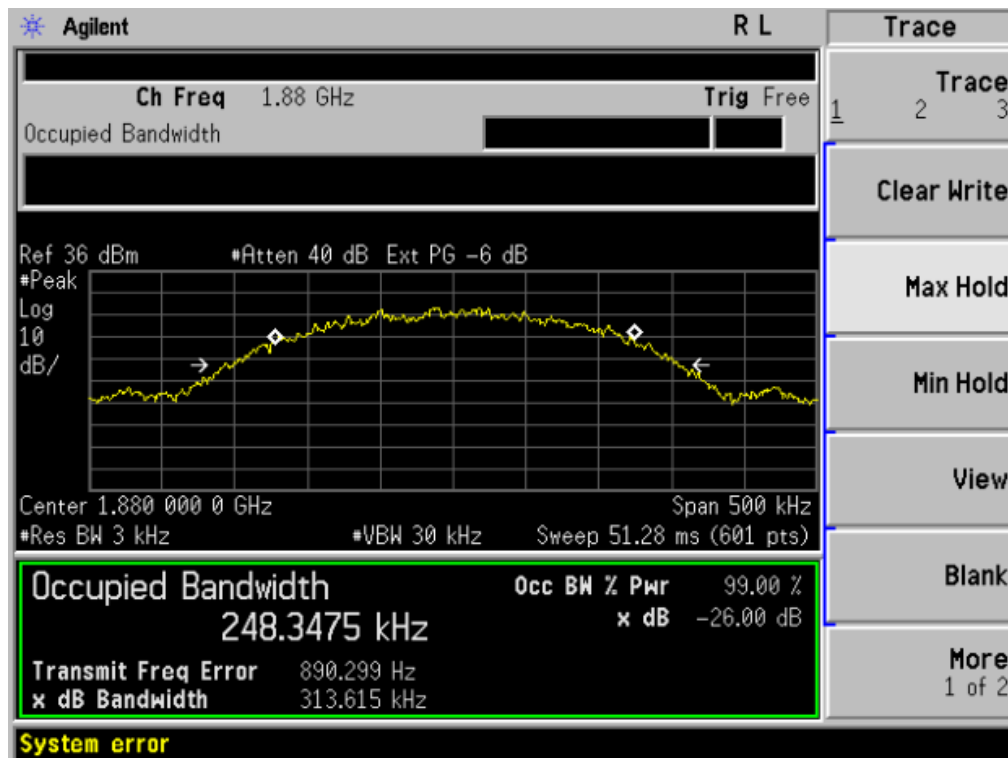 Agilent R L Trace
Ch Freq 1.88 GHz Trig Free
Occupied Bandwidth
Trace
1 2 3
Clear Write
Max Hold
Min Hold
View
Blank
More
1 of 2
Ref 36 dBm #Atten 40 dB Ext PG -6 dB
#Peak
Log
10
dB/
Center 1.880 000 0 GHz Span 500 kHz
#Res BW 3 kHz #VBW 30 kHz Sweep 51.28 ms (601 pts)
Occupied Bandwidth Occ BW % Pwr 99.00 %
248.3475 kHz x dB -26.00 dB
Transmit Freq Error 890.299 Hz
x dB Bandwidth 313.615 kHz
System error